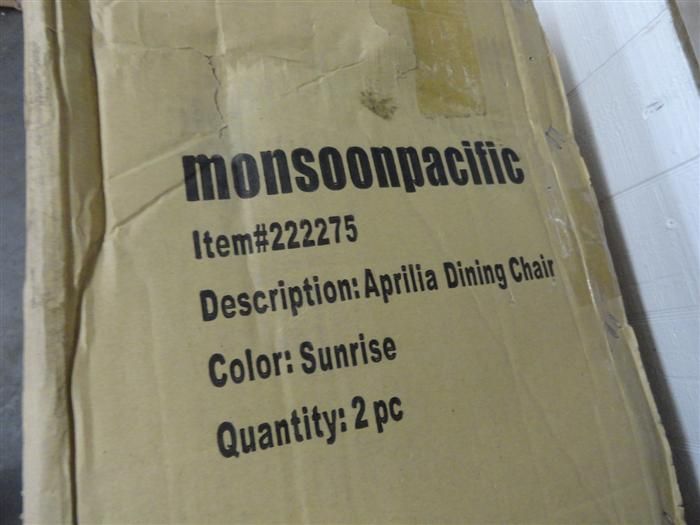 monsoonpacific
Item#222275
Description: Aprilia Dining Chair
Color: Sunrise
Quantity: 2 pc